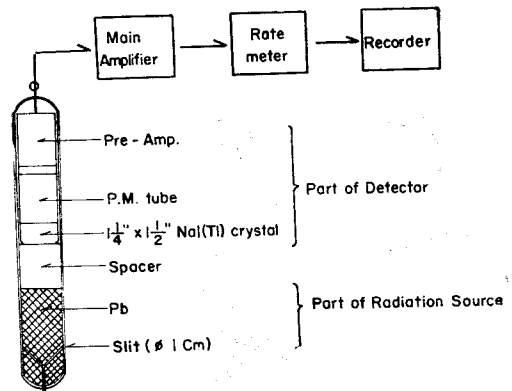 Main
Amplifier
Rate
meter
Recorder
Pre-Amp.
P.M. tube
1 1/4" x 1 1/2" NaI(Tl) crystal
Part of Detector
Spacer
Pb
Part of Radiation Source
Slit (ø 1 Cm)